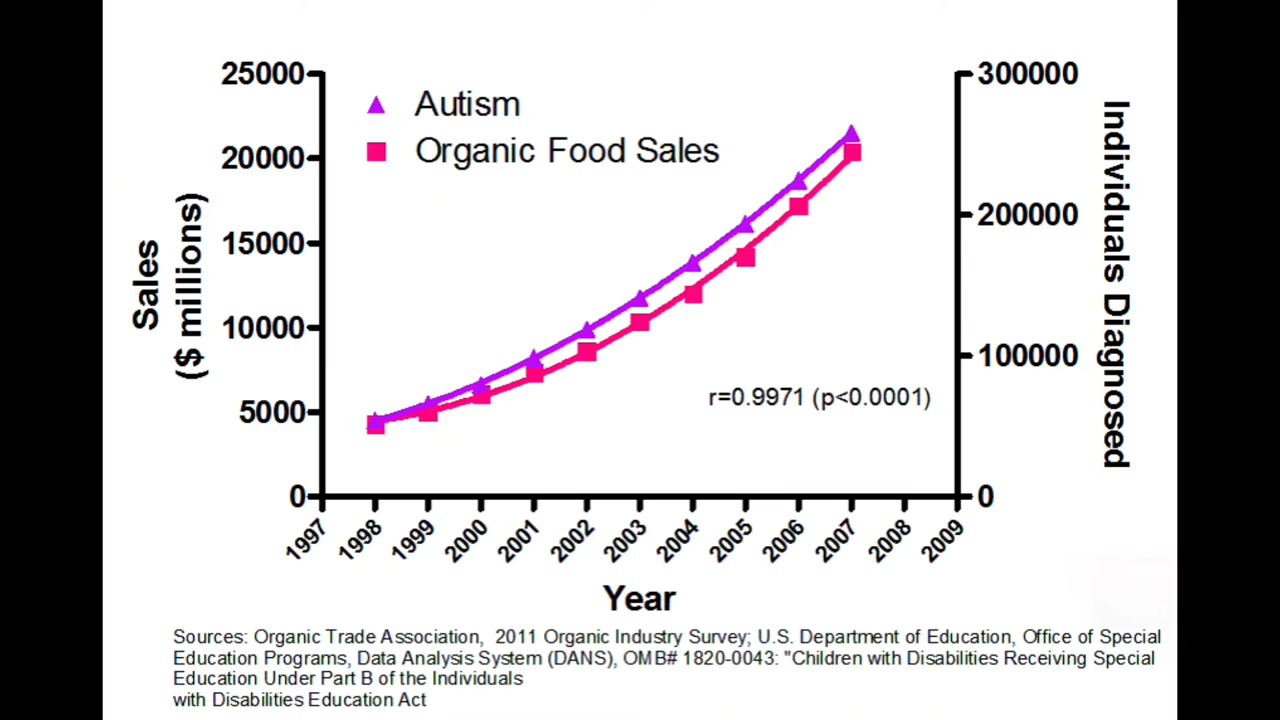 25000
20000
15000
10000
5000
0
Sales
($ millions)
Autism
Organic Food Sales
r=0.9971 (p<0.0001)
300000
200000
100000
0
Individuals Diagnosed
1997 1998 1999 2000 2001 2002 2003 2004 2005 2006 2007 2008 2009
Year
Sources: Organic Trade Association, 2011 Organic Industry Survey; U.S. Department of Education, Office of Special
Education Programs, Data Analysis System (DANS), OMB# 1820-0043: "Children with Disabilities Receiving Special
Education Under Part B of the Individuals
with Disabilities Education Act